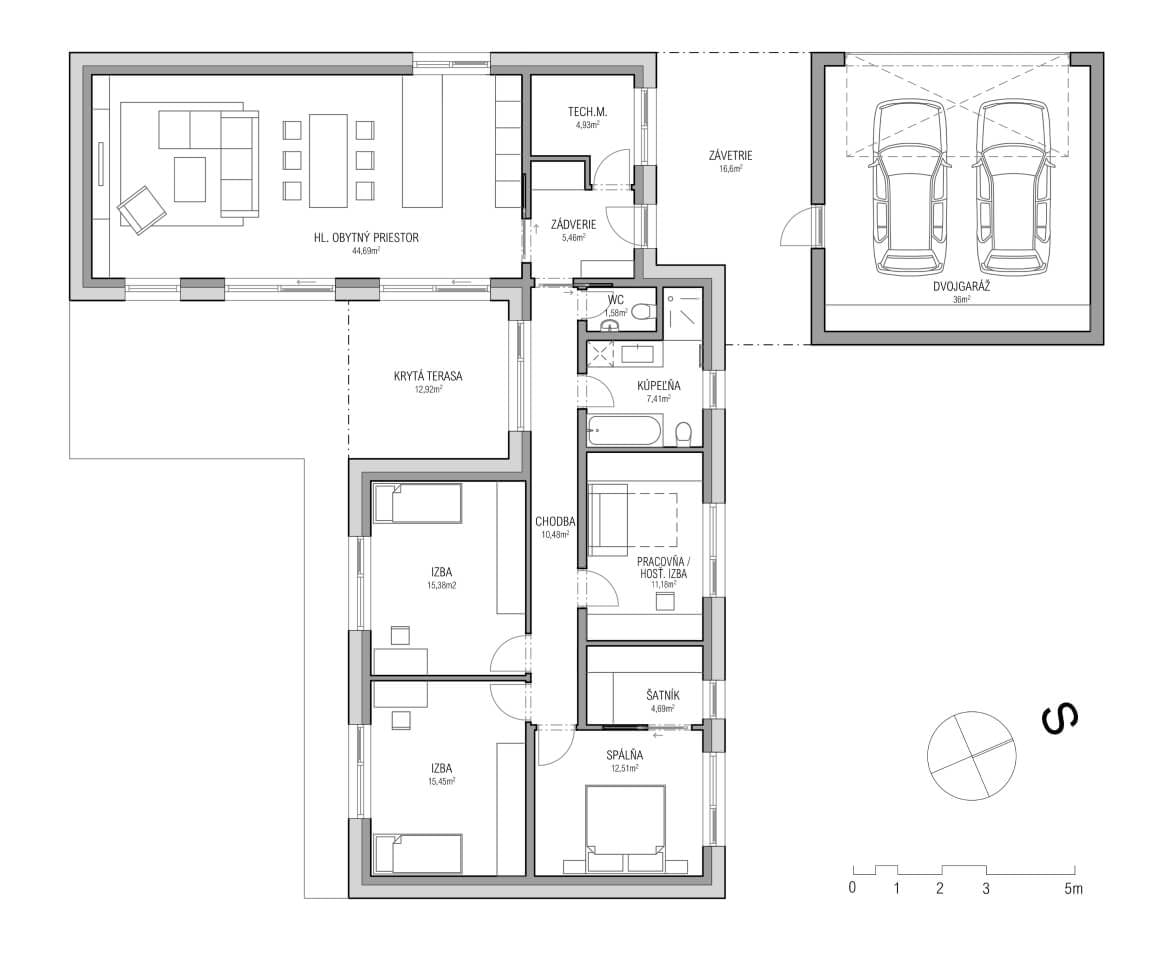 TECH.M.
4,93m²
ZÁVETRIE
16,6m²
ZÁDVERIE
5,46m²
HL. OBYTNÝ PRIESTOR
44,69m²
DVOJGARÁŽ
36m²
WC
1,58m²
KRYTÁ TERASA
12,92m²
KÚPEĽŇA
7,41m²
CHODBA
10,48m²
IZBA
15,38m2
PRACOVŇA /
HOSŤ. IZBA
11,18m²
ŠATNÍK
4,69m²
S
SPÁLŇA
12,51m²
IZBA
15,45m²
0 1 2 3 5m